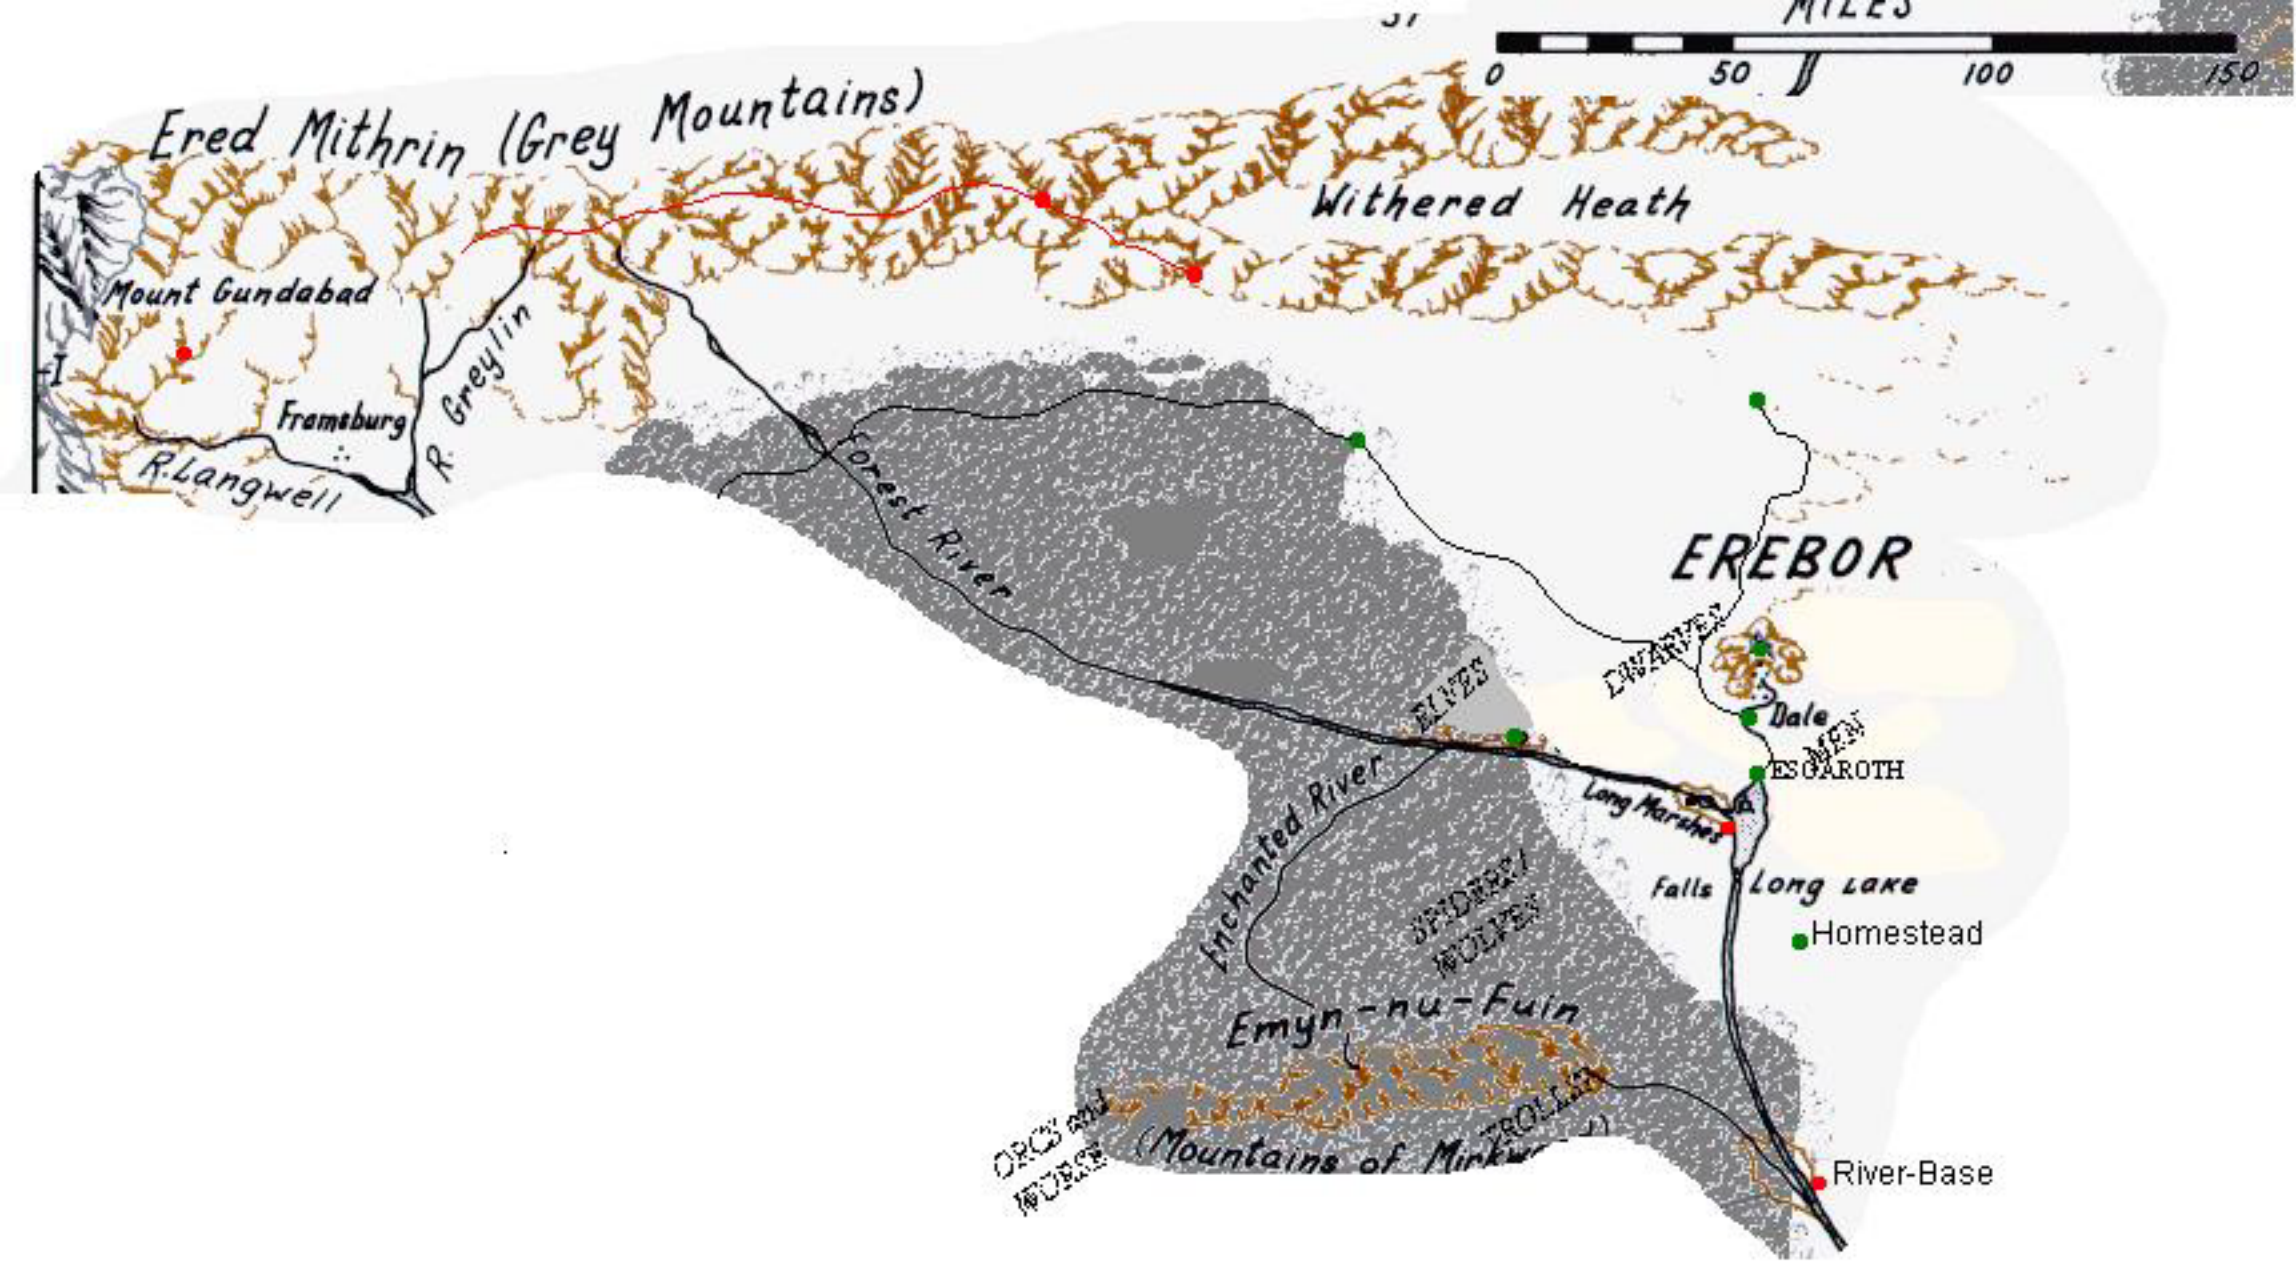 MILES
0 50 100 150
Ered Mithrin (Grey Mountains)
Withered Heath
Mount Gundabad
R. Greylin
Framsburg
R. Langwell
Forest River
EREBOR
DWARVES
ELVES
Dale
MEN
ESGAROTH
Long Marshes
Enchanted River
Falls
Long Lake
SPIDERS /
WOLVES
Homestead
Emyn-nu-Fuin
TROLLS
ORCS and
WORSE
(Mountains of
River-Base